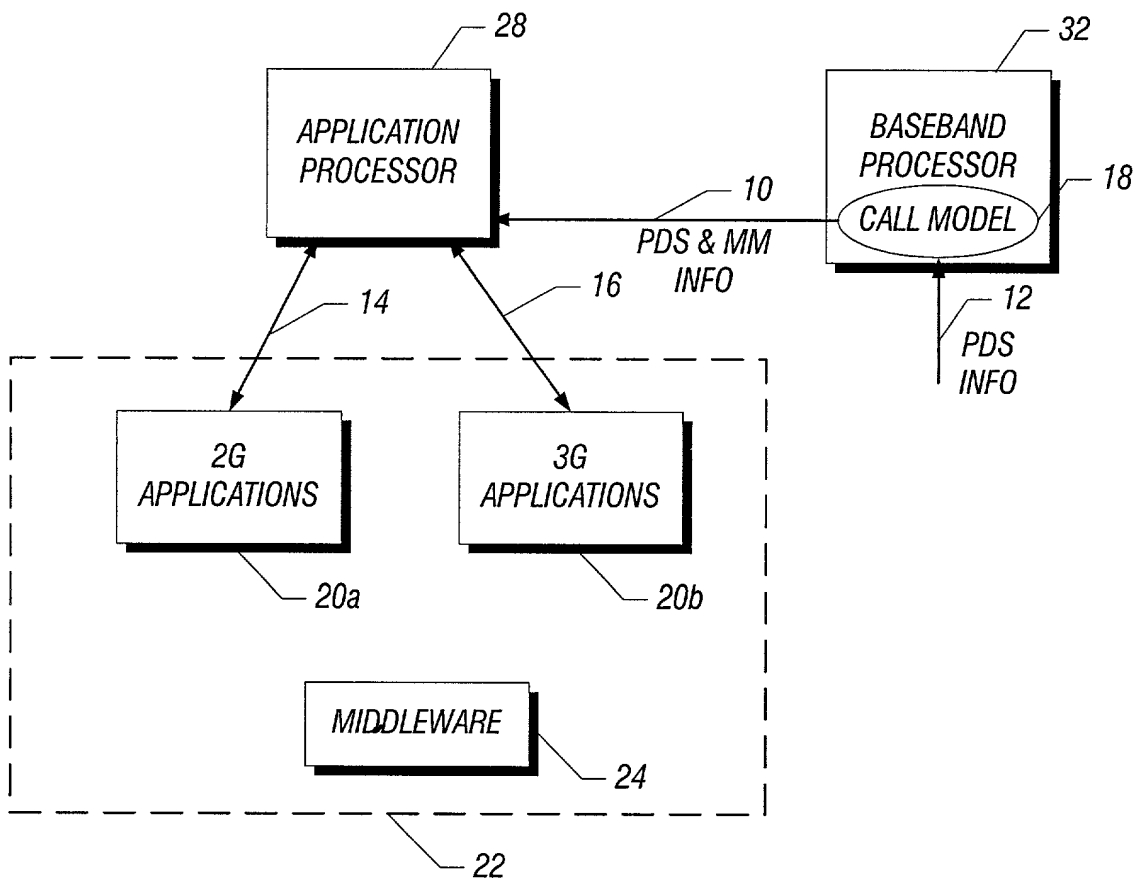 28
32
APPLICATION
PROCESSOR
BASEBAND
PROCESSOR
10
18
CALL MODEL
PDS & MM
INFO
14
16
12
PDS
INFO
2G
APPLICATIONS
3G
APPLICATIONS
20a
20b
MIDDLEWARE
24
22